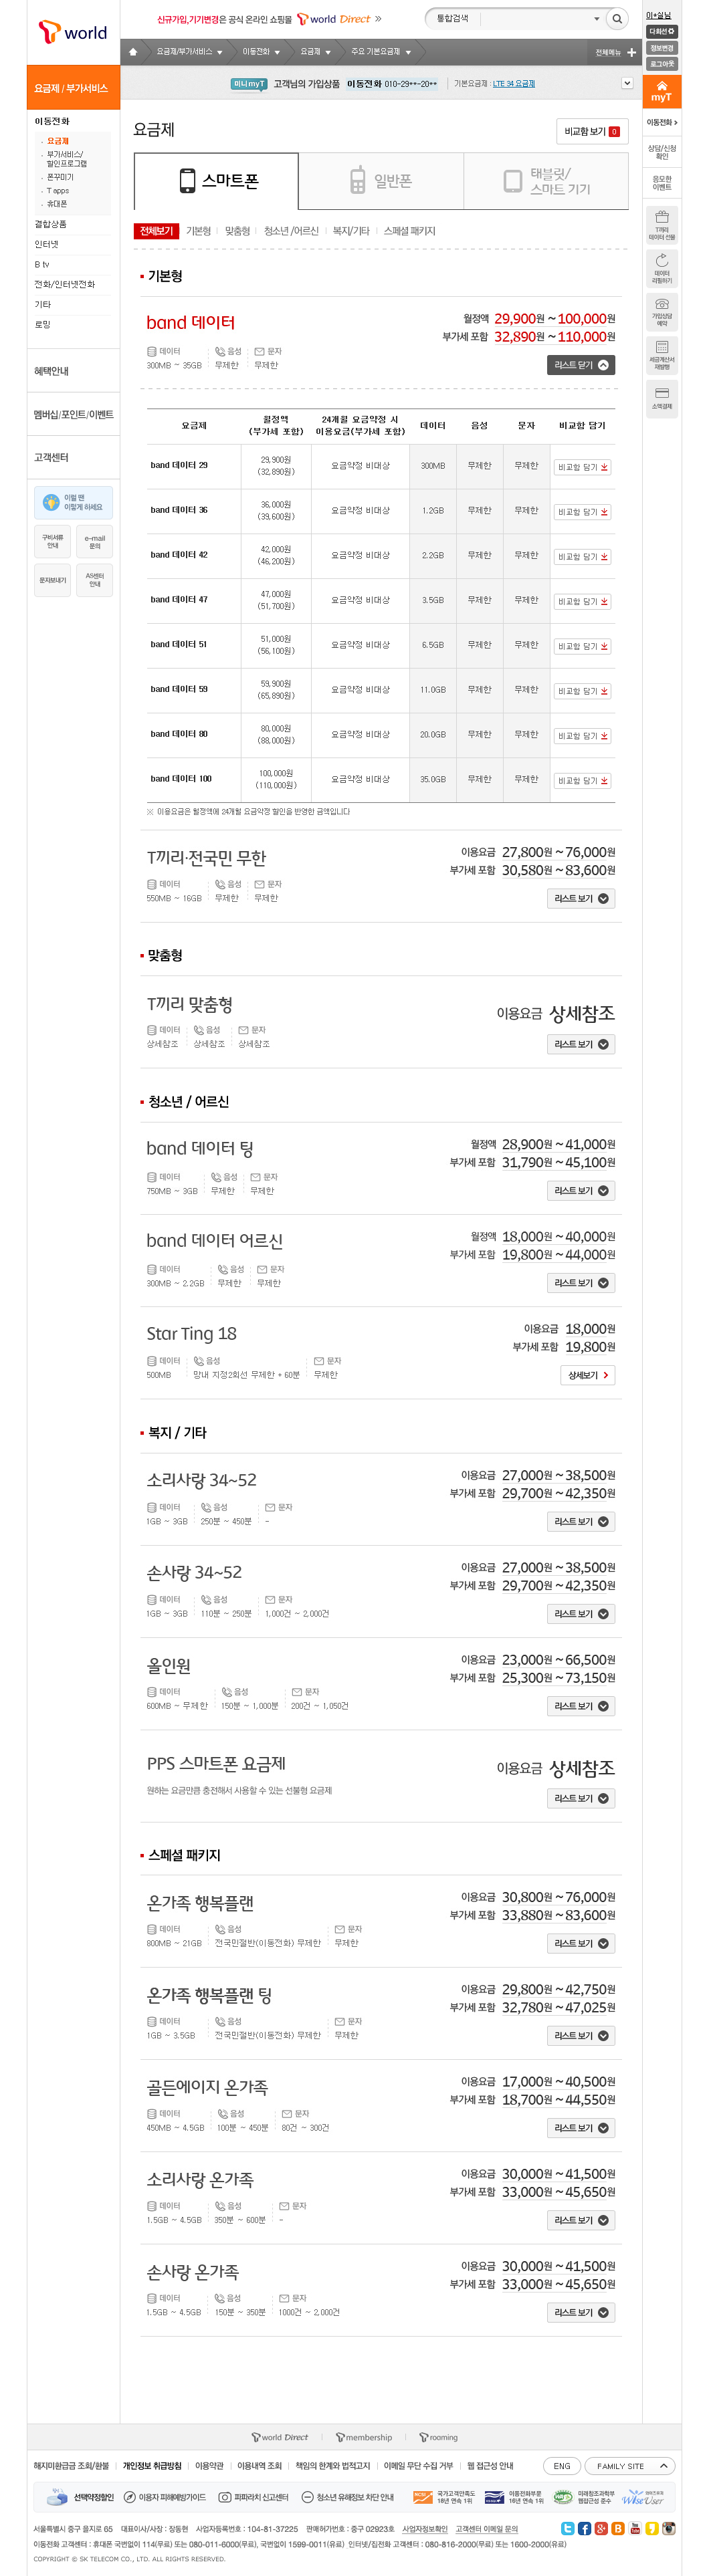 T world
신규가입,기기변경은 공식 온라인 쇼핑몰 T world Direct »
통합검색
요금제/부가서비스 이동전화 요금제 주요 기본요금제 전체메뉴
미니 myT 고객님의 가입상품 이동전화 010-29**-20** 기본요금제 : LTE 34 요금제
요금제 / 부가서비스
이동전화
요금제
부가서비스/
할인프로그램
폰꾸미기
T apps
휴대폰
결합상품
인터넷
B tv
전화/인터넷전화
기타
로밍
혜택안내
멤버십/포인트/이벤트
고객센터
이럴 땐
이렇게 하세요
구비서류
안내
e-mail
문의
문자보내기
AS센터
안내
요금제
비교함 보기 0
스마트폰
일반폰
태블릿/
스마트 기기
전체보기 기본형 맞춤형 청소년 /어르신 복지/기타 스페셜 패키지
기본형
band 데이터
월정액 29,900원 ~ 100,000원
부가세 포함 32,890원 ~ 110,000원
데이터 음성 문자
300MB ~ 35GB 무제한 무제한
리스트 닫기
요금제 월정액 (부가세 포함) 24개월 요금약정 시 이용요금(부가세 포함) 데이터 음성 문자 비교함 담기
band 데이터 29 29,900원 (32,890원) 요금약정 비대상 300MB 무제한 무제한 비교함 담기
band 데이터 36 36,000원 (39,600원) 요금약정 비대상 1.2GB 무제한 무제한 비교함 담기
band 데이터 42 42,000원 (46,200원) 요금약정 비대상 2.2GB 무제한 무제한 비교함 담기
band 데이터 47 47,000원 (51,700원) 요금약정 비대상 3.5GB 무제한 무제한 비교함 담기
band 데이터 51 51,000원 (56,100원) 요금약정 비대상 6.5GB 무제한 무제한 비교함 담기
band 데이터 59 59,900원 (65,890원) 요금약정 비대상 11.0GB 무제한 무제한 비교함 담기
band 데이터 80 80,000원 (88,000원) 요금약정 비대상 20.0GB 무제한 무제한 비교함 담기
band 데이터 100 100,000원 (110,000원) 요금약정 비대상 35.0GB 무제한 무제한 비교함 담기
※ 이용요금은 월정액에 24개월 요금약정 할인을 반영한 금액입니다
T끼리·전국민 무한
이용요금 27,800원 ~ 76,000원
부가세 포함 30,580원 ~ 83,600원
데이터 음성 문자
550MB ~ 16GB 무제한 무제한
리스트 보기
맞춤형
T끼리 맞춤형
이용요금 상세참조
데이터 음성 문자
상세참조 상세참조 상세참조
리스트 보기
청소년 / 어르신
band 데이터 팅
월정액 28,900원 ~ 41,000원
부가세 포함 31,790원 ~ 45,100원
데이터 음성 문자
750MB ~ 3GB 무제한 무제한
리스트 보기
band 데이터 어르신
월정액 18,000원 ~ 40,000원
부가세 포함 19,800원 ~ 44,000원
데이터 음성 문자
300MB ~ 2.2GB 무제한 무제한
리스트 보기
Star Ting 18
이용요금 18,000원
부가세 포함 19,800원
데이터 음성 문자
500MB 망내 지정2회선 무제한 + 60분 무제한
상세보기
복지 / 기타
소리사랑 34~52
이용요금 27,000원 ~ 38,500원
부가세 포함 29,700원 ~ 42,350원
데이터 음성 문자
1GB ~ 3GB 250분 ~ 450분 -
리스트 보기
손사랑 34~52
이용요금 27,000원 ~ 38,500원
부가세 포함 29,700원 ~ 42,350원
데이터 음성 문자
1GB ~ 3GB 110분 ~ 250분 1,000건 ~ 2,000건
리스트 보기
올인원
이용요금 23,000원 ~ 66,500원
부가세 포함 25,300원 ~ 73,150원
데이터 음성 문자
600MB ~ 무제한 150분 ~ 1,000분 200건 ~ 1,050건
리스트 보기
PPS 스마트폰 요금제
이용요금 상세참조
원하는 요금만큼 충전해서 사용할 수 있는 선불형 요금제
리스트 보기
스페셜 패키지
온가족 행복플랜
이용요금 30,800원 ~ 76,000원
부가세 포함 33,880원 ~ 83,600원
데이터 음성 문자
800MB ~ 21GB 전국민절반(이동전화) 무제한 무제한
리스트 보기
온가족 행복플랜 팅
이용요금 29,800원 ~ 42,750원
부가세 포함 32,780원 ~ 47,025원
데이터 음성 문자
1GB ~ 3.5GB 전국민절반(이동전화) 무제한 무제한
리스트 보기
골든에이지 온가족
이용요금 17,000원 ~ 40,500원
부가세 포함 18,700원 ~ 44,550원
데이터 음성 문자
450MB ~ 4.5GB 100분 ~ 450분 80건 ~ 300건
리스트 보기
소리사랑 온가족
이용요금 30,000원 ~ 41,500원
부가세 포함 33,000원 ~ 45,650원
데이터 음성 문자
1.5GB ~ 4.5GB 350분 ~ 600분 -
리스트 보기
손사랑 온가족
이용요금 30,000원 ~ 41,500원
부가세 포함 33,000원 ~ 45,650원
데이터 음성 문자
1.5GB ~ 4.5GB 150분 ~ 350분 1000건 ~ 2,000건
리스트 보기
이*실님
다회선
정보변경
로그아웃
myT
이동전화
상담/신청
확인
응모한
이벤트
T끼리
데이터 선물
데이터
리필하기
가입상담
예약
세금계산서
재발행
소액결제
T world Direct T membership T rooming
해지미환급금 조회/환불 개인정보 취급방침 이용약관 이용내역 조회 책임의 한계와 법적고지 이메일 무단 수집 거부 웹 접근성 안내 ENG FAMILY SITE
선택약정할인 이용자 피해예방가이드 피파라치 신고센터 청소년 유해정보 차단 안내 국가고객만족도 18년 연속 1위 이동전화부문 16년 연속 1위 미래창조과학부 웹접근성 준수 WiseUser
서울특별시 중구 을지로 65 대표이사/사장 : 장동현 사업자등록번호 : 104-81-37225 판매허가번호 : 중구 02923호 사업자정보확인 고객센터 이메일 문의
이동전화 고객센터 : 휴대폰 국번없이 114(무료) 또는 080-011-6000(무료), 국번없이 1599-0011(유료) 인터넷/집전화 고객센터 : 080-816-2000(무료) 또는 1600-2000(유료)
COPYRIGHT © SK TELECOM CO., LTD. ALL RIGHTS RESERVED.